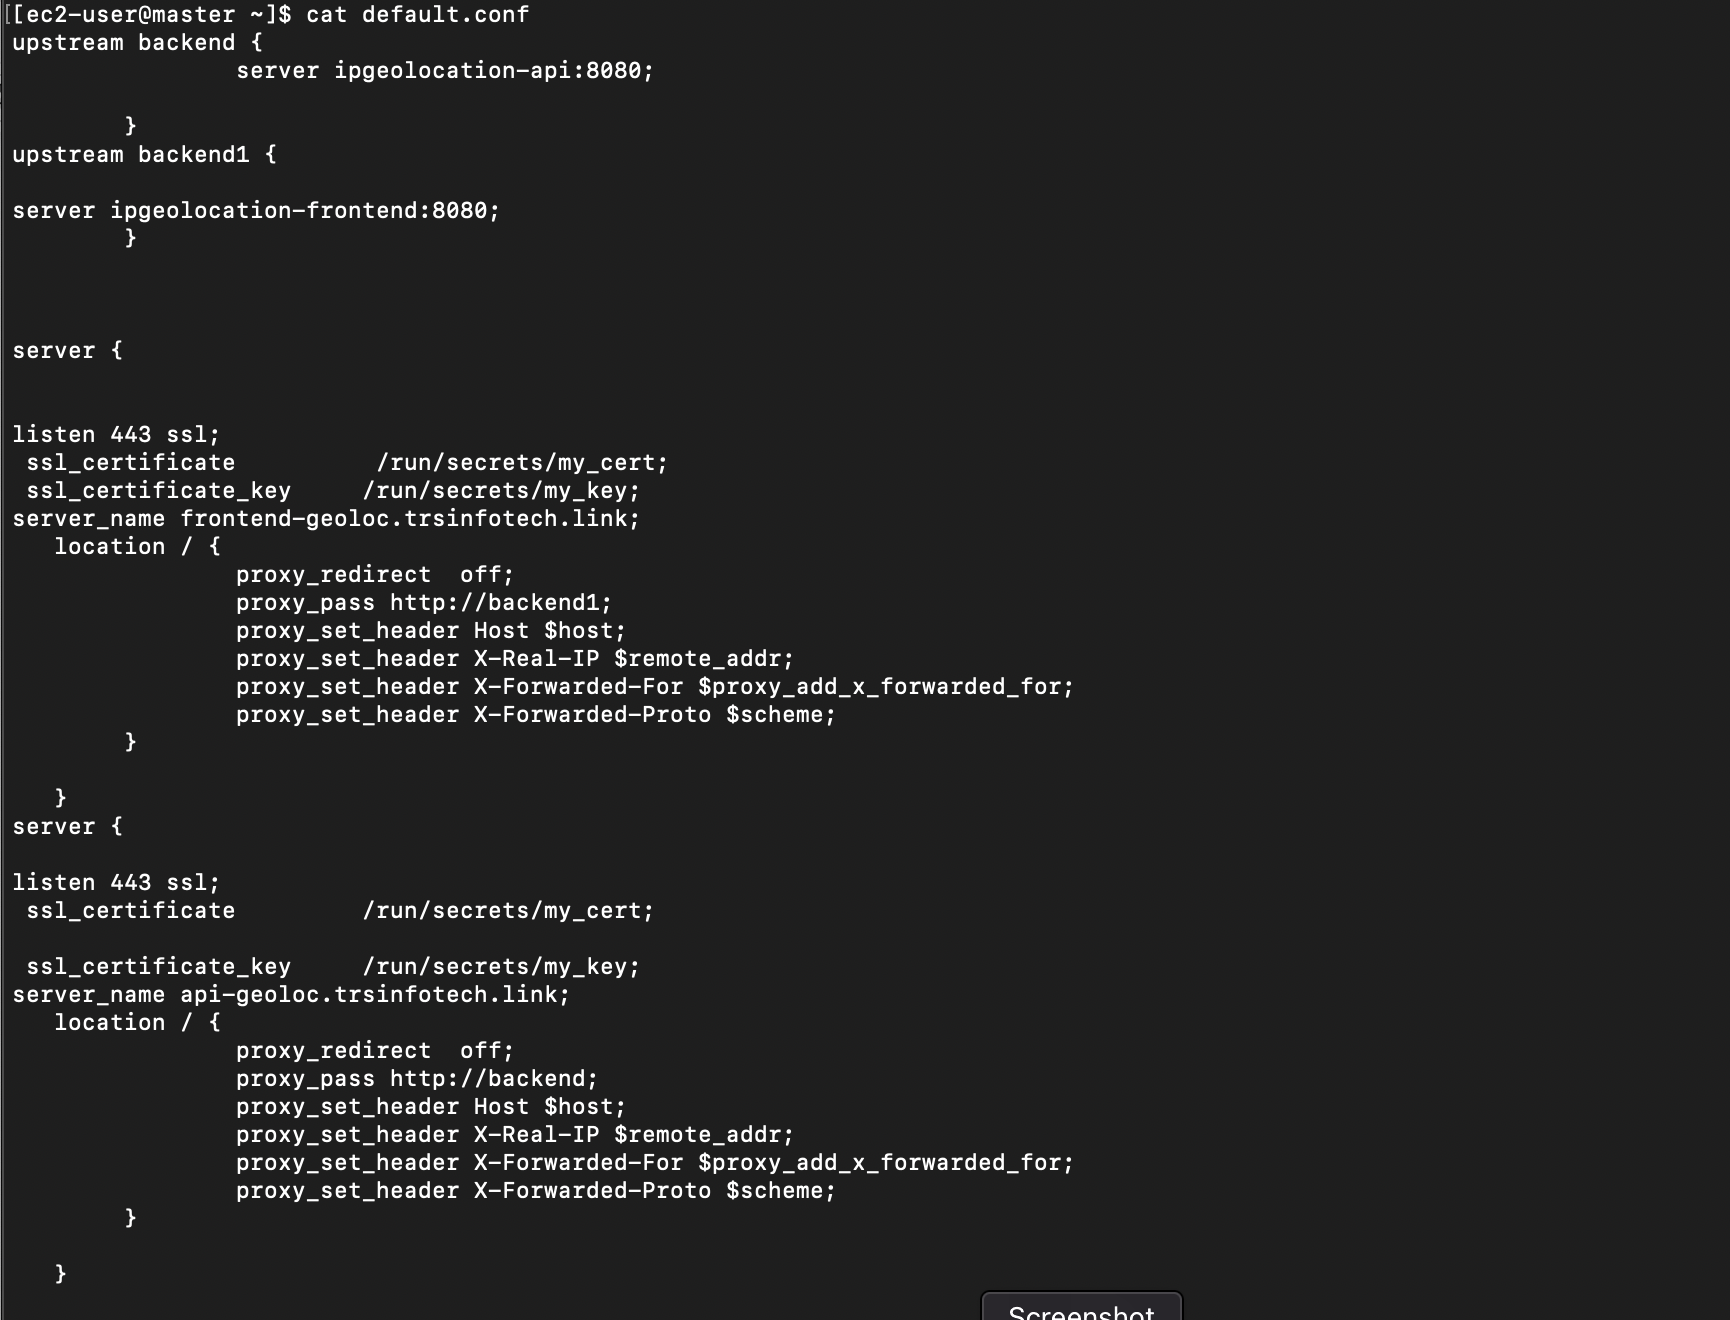 [[ec2-user@master ~]$ cat default.conf
upstream backend {
server ipgeolocation-api:8080;
}
upstream backend1 {
server ipgeolocation-frontend:8080;
}
server {
listen 443 ssl;
ssl_certificate /run/secrets/my_cert;
ssl_certificate_key /run/secrets/my_key;
server_name frontend-geoloc.trsinfotech.link;
location / {
proxy_redirect off;
proxy_pass http://backend1;
proxy_set_header Host $host;
proxy_set_header X-Real-IP $remote_addr;
proxy_set_header X-Forwarded-For $proxy_add_x_forwarded_for;
proxy_set_header X-Forwarded-Proto $scheme;
}
}
server {
listen 443 ssl;
ssl_certificate /run/secrets/my_cert;
ssl_certificate_key /run/secrets/my_key;
server_name api-geoloc.trsinfotech.link;
location / {
proxy_redirect off;
proxy_pass http://backend;
proxy_set_header Host $host;
proxy_set_header X-Real-IP $remote_addr;
proxy_set_header X-Forwarded-For $proxy_add_x_forwarded_for;
proxy_set_header X-Forwarded-Proto $scheme;
}
}
Screenshot